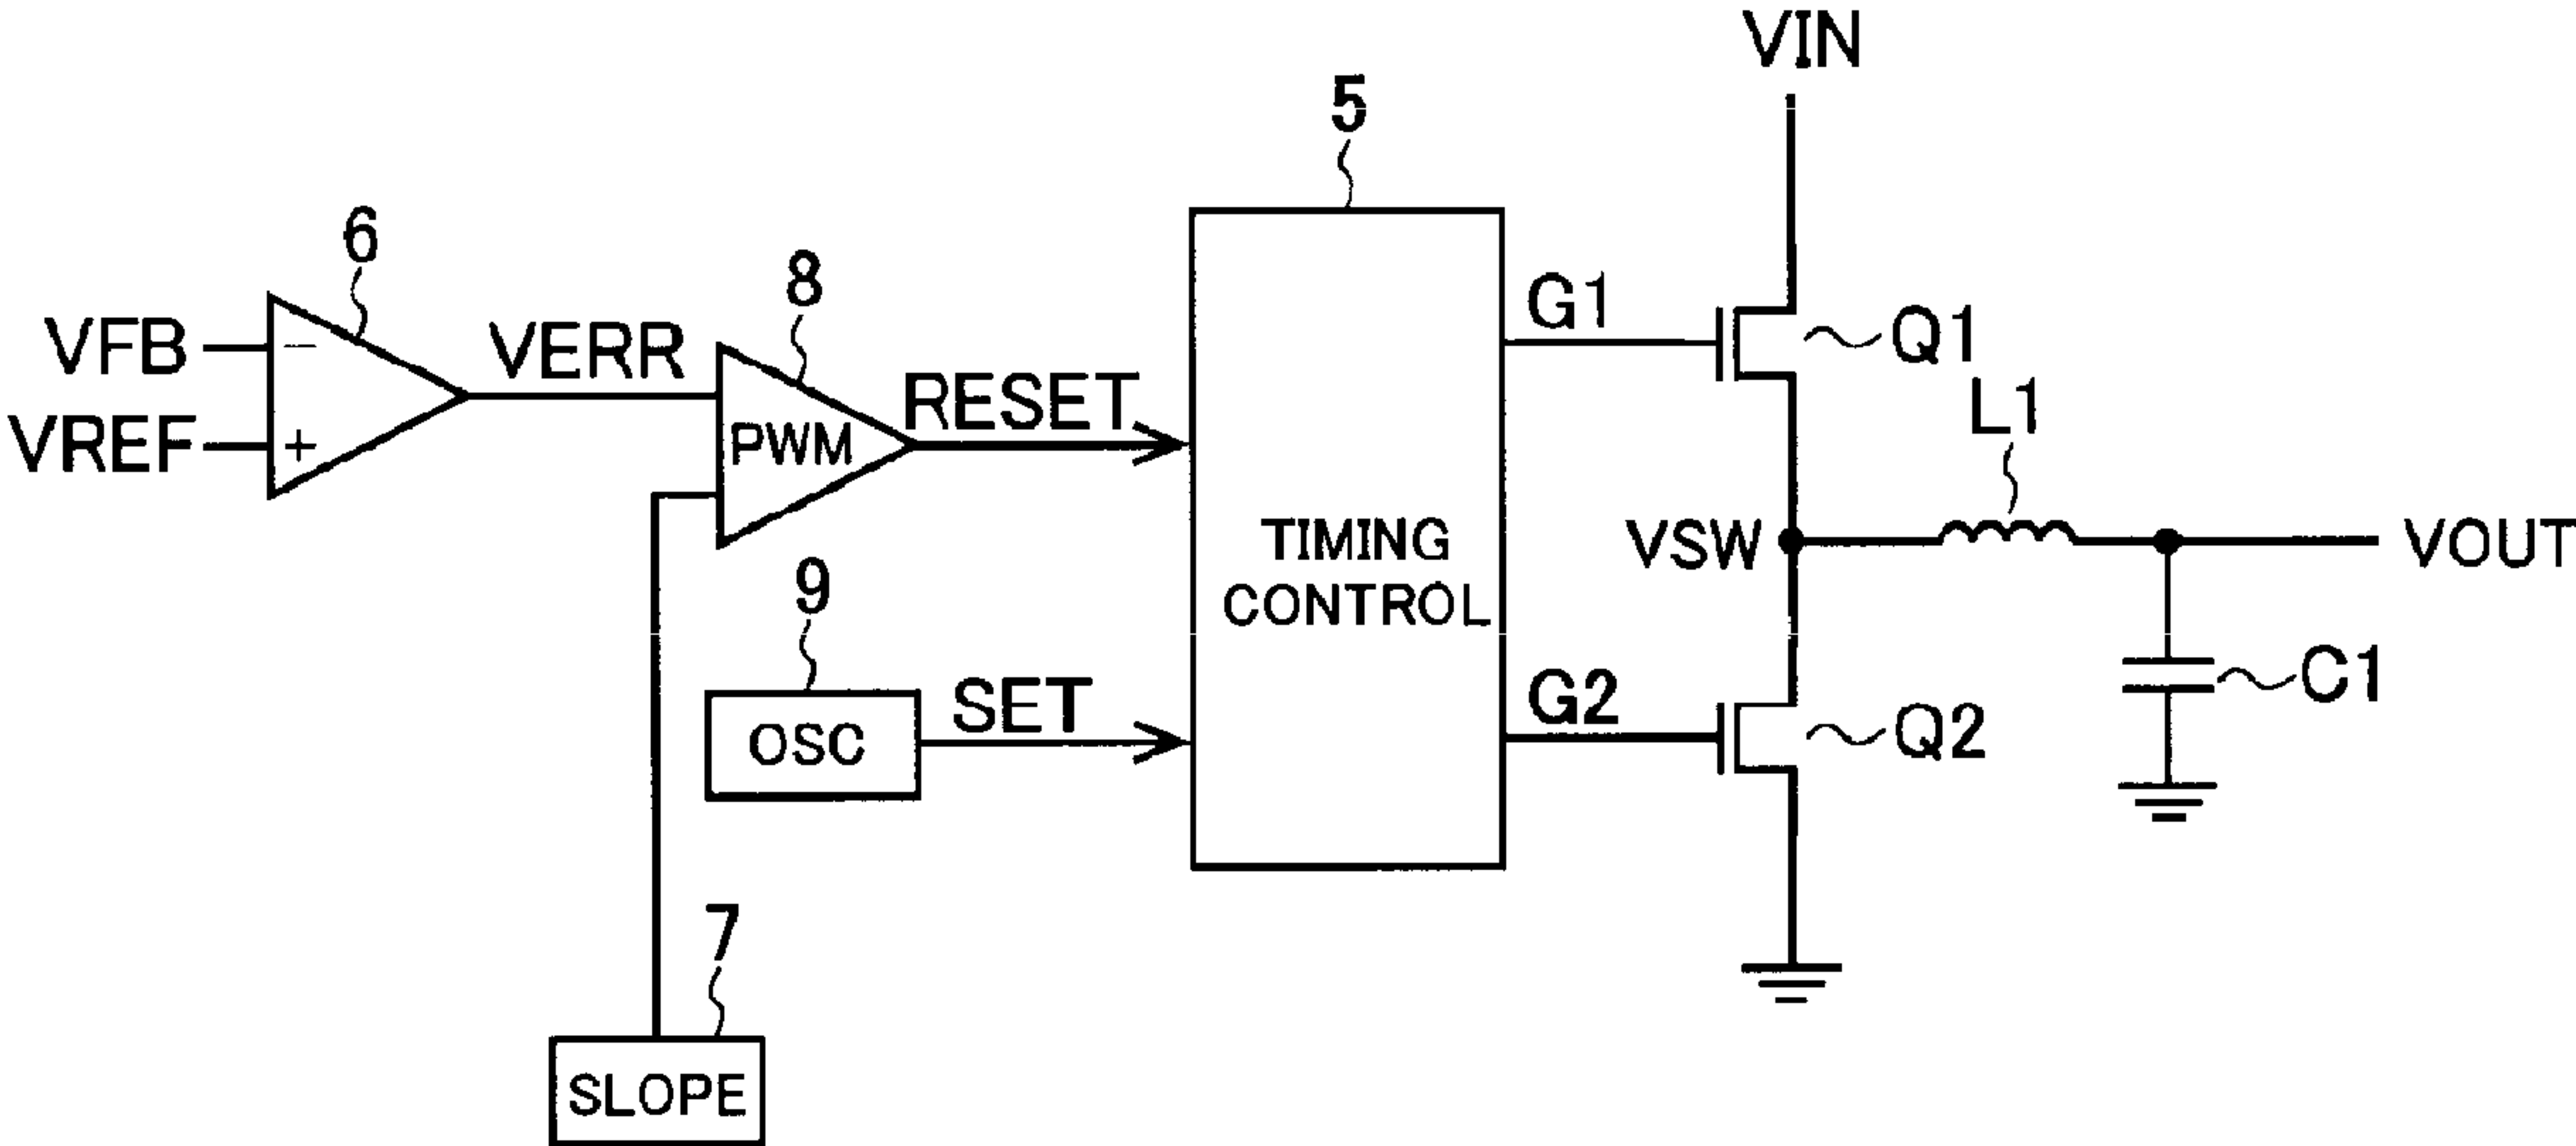 VIN
5
6
8
G1
Q1
VFB
−
VERR
RESET
L1
VREF
+
PWM
TIMING
CONTROL
VSW
VOUT
9
SET
G2
C1
OSC
Q2
7
SLOPE